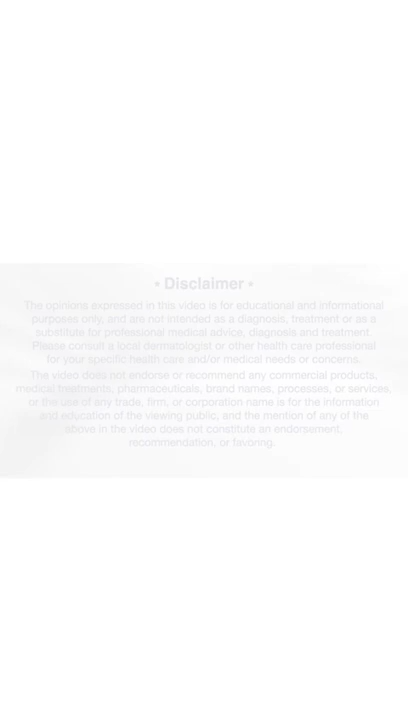 • Disclaimer •
The opinions expressed in this video is for educational and informational
purposes only, and are not intended as a diagnosis, treatment or as a
substitute for professional medical advice, diagnosis and treatment.
Please consult a local dermatologist or other health care professional
for your specific health care and/or medical needs or concerns.
The video does not endorse or recommend any commercial products,
medical treatments, pharmaceuticals, brand names, processes, or services,
or the use of any trade, firm, or corporation name is for the information
and education of the viewing public, and the mention of any of the
above in the video does not constitute an endorsement,
recommendation, or favoring.